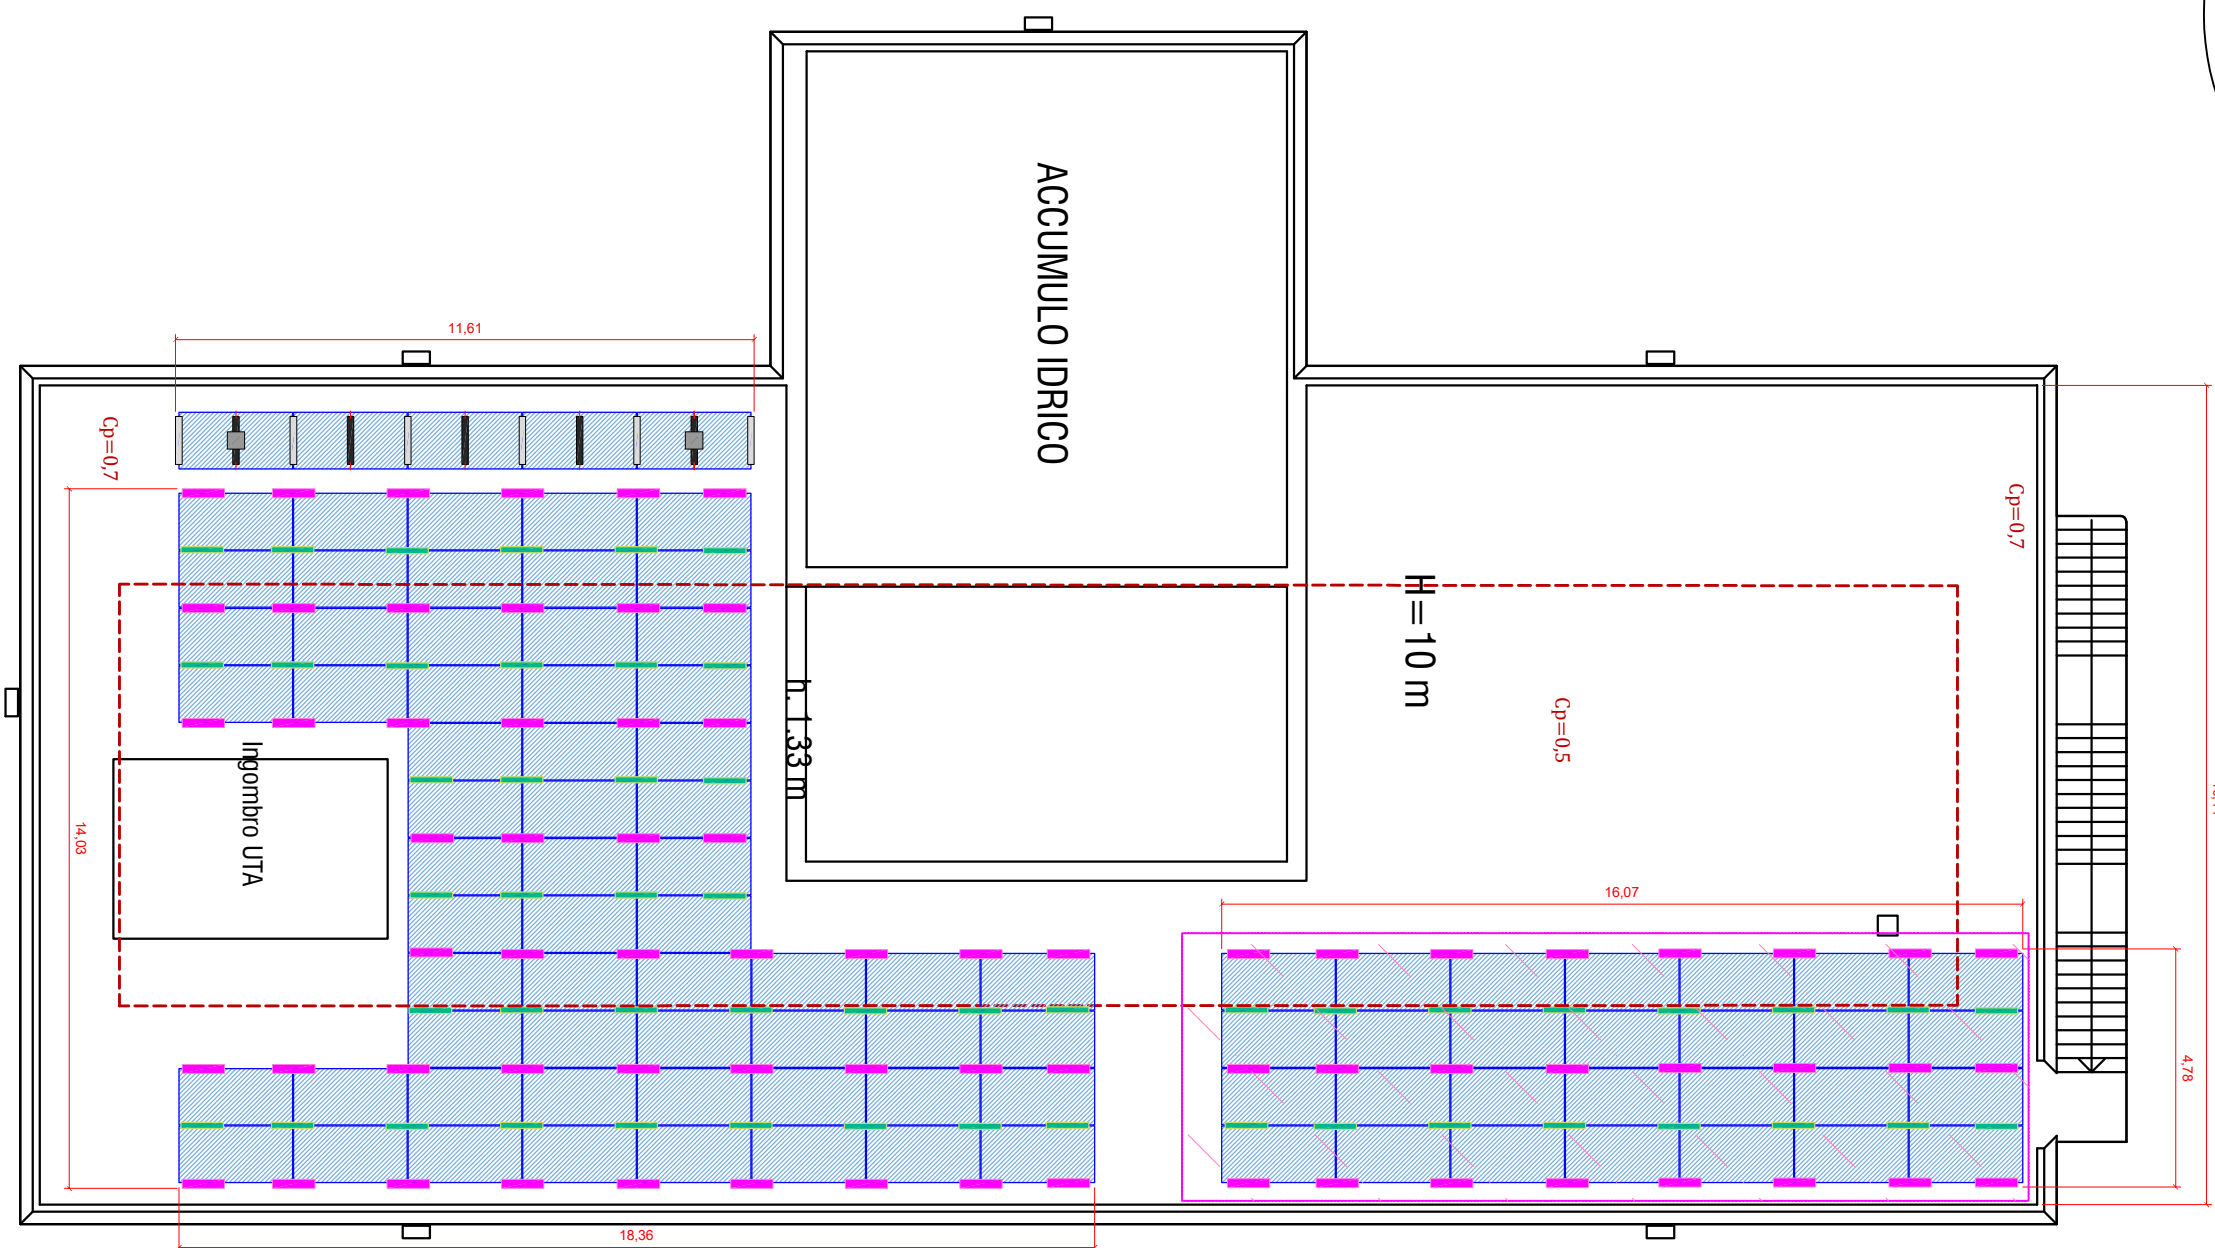 ACCUMULO IDRICO
11,61
Cp=0,7
Cp=0,7
H=10 m
h. 1.33 m
Cp=0,5
Ingombro UTA
14,03
16,07
4,78
18,36